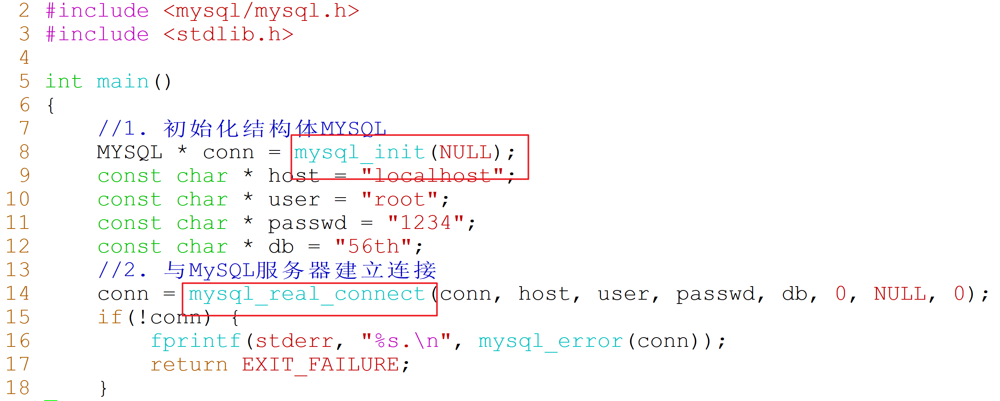 2 #include <mysql/mysql.h>
3 #include <stdlib.h>
4
5 int main()
6 {
7     //1. 初始化结构体MYSQL
8     MYSQL * conn = mysql_init(NULL);
9     const char * host = "localhost";
10     const char * user = "root";
11     const char * passwd = "1234";
12     const char * db = "56th";
13     //2. 与MySQL服务器建立连接
14     conn = mysql_real_connect(conn, host, user, passwd, db, 0, NULL, 0);
15     if(!conn) {
16         fprintf(stderr, "%s.\n", mysql_error(conn));
17         return EXIT_FAILURE;
18     }